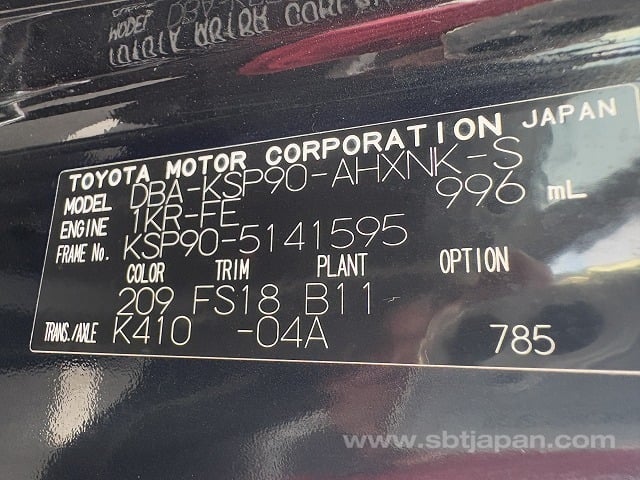 TOYOTA MOTOR CORPORATION JAPAN
MODEL DBA-KSP90-AHXNK-S
ENGINE 1KR-FE 996 mL
FRAME No. KSP90-5141595
COLOR TRIM PLANT OPTION
209 FS18 B11
TRANS./AXLE K410 -04A 785
www.sbtjapan.com